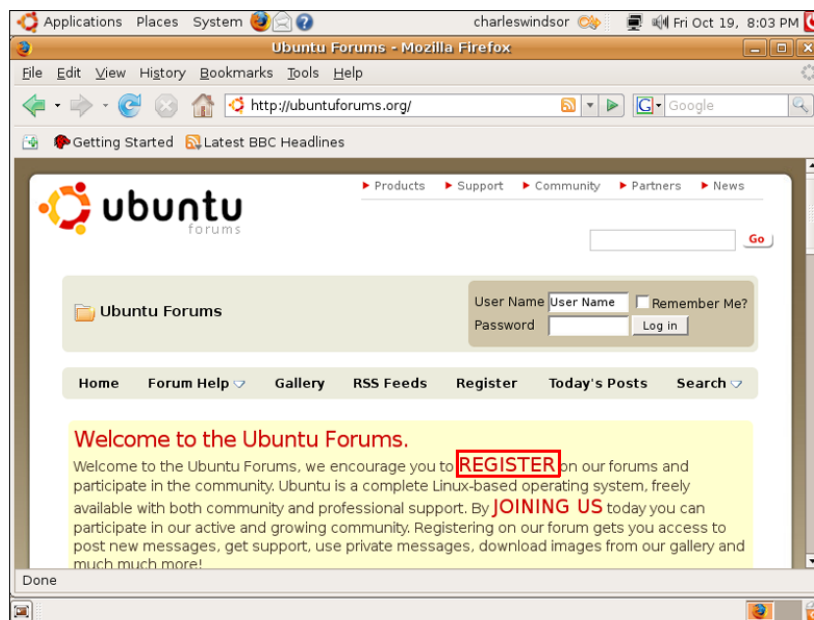 Applications Places System charleswindsor Fri Oct 19, 8:03 PM
Ubuntu Forums - Mozilla Firefox
File Edit View History Bookmarks Tools Help
http://ubuntuforums.org/ G Google
Getting Started Latest BBC Headlines
Products Support Community Partners News
ubuntu
forums
Go
Ubuntu Forums
User Name User Name Remember Me?
Password Log in
Home Forum Help Gallery RSS Feeds Register Today's Posts Search
Welcome to the Ubuntu Forums.
Welcome to the Ubuntu Forums, we encourage you to REGISTER on our forums and
participate in the community. Ubuntu is a complete Linux-based operating system, freely
available with both community and professional support. By JOINING US today you can
participate in our active and growing community. Registering on our forum gets you access to
post new messages, get support, use private messages, download images from our gallery and
much much more!
Done